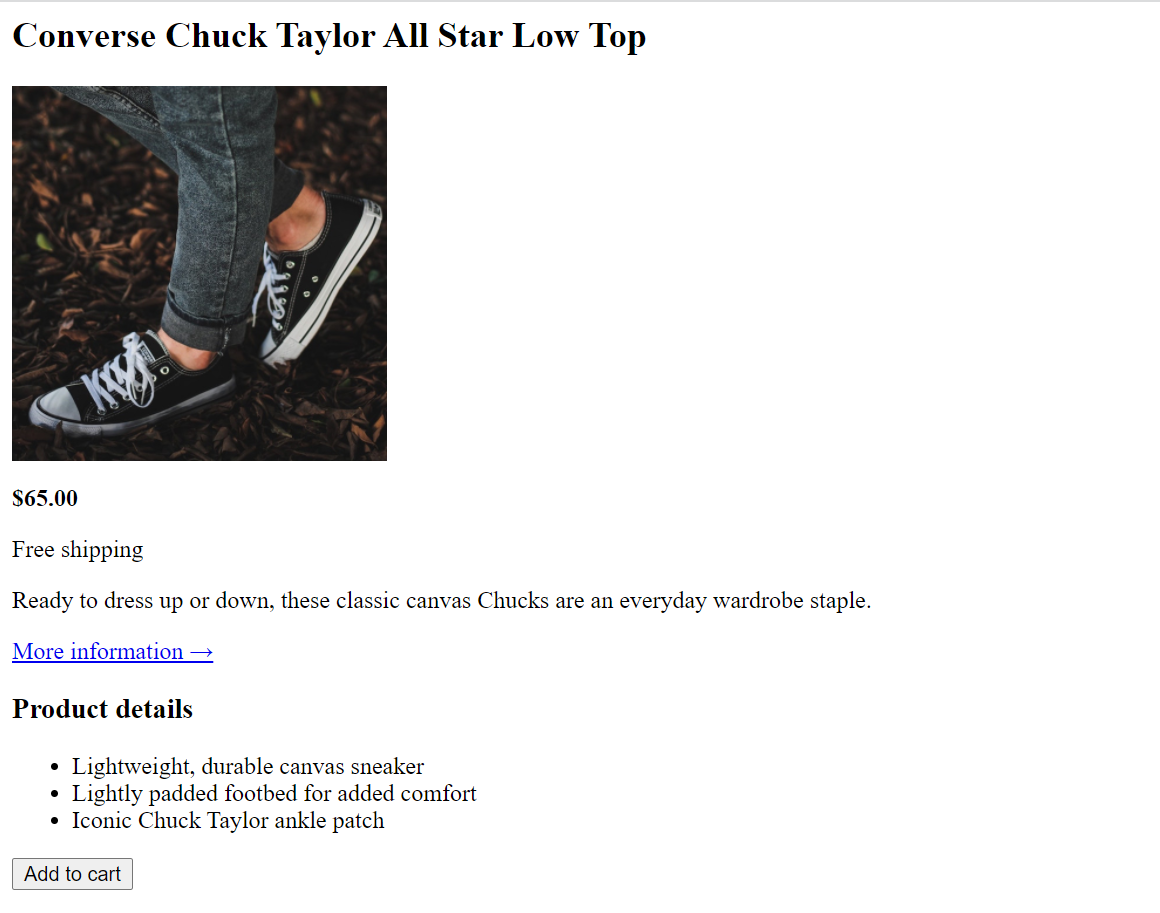 Converse Chuck Taylor All Star Low Top
$65.00
Free shipping
Ready to dress up or down, these classic canvas Chucks are an everyday wardrobe staple.
More information →
Product details
• Lightweight, durable canvas sneaker
• Lightly padded footbed for added comfort
• Iconic Chuck Taylor ankle patch
Add to cart